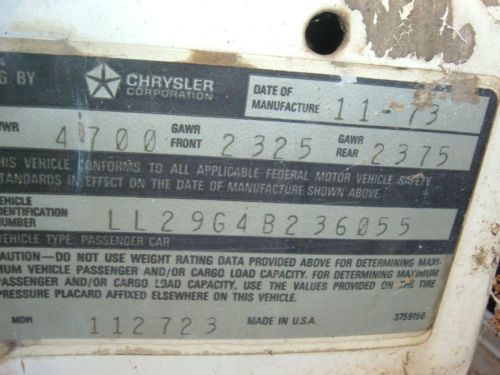 G BY CHRYSLER CORPORATION DATE OF MANUFACTURE 11-73
VWR 4700 GAWR FRONT 2325 GAWR REAR 2375
THIS VEHICLE CONFORMS TO ALL APPLICABLE FEDERAL MOTOR VEHICLE SAFETY
STANDARDS IN EFFECT ON THE DATE OF MANUFACTURE SHOWN ABOVE
VEHICLE IDENTIFICATION NUMBER LL29G4B236055
VEHICLE TYPE: PASSENGER CAR
CAUTION—DO NOT USE WEIGHT RATING DATA PROVIDED ABOVE FOR DETERMINING MAXI-
MUM VEHICLE PASSENGER AND/OR CARGO LOAD CAPACITY. FOR DETERMINING MAXIMUM
PASSENGER AND/OR CARGO LOAD CAPACITY, USE THE VALUES PROVIDED ON THE TIRE
PRESSURE PLACARD AFFIXED ELSEWHERE ON THIS VEHICLE.
MDH 112723 MADE IN U.S.A. 3759156